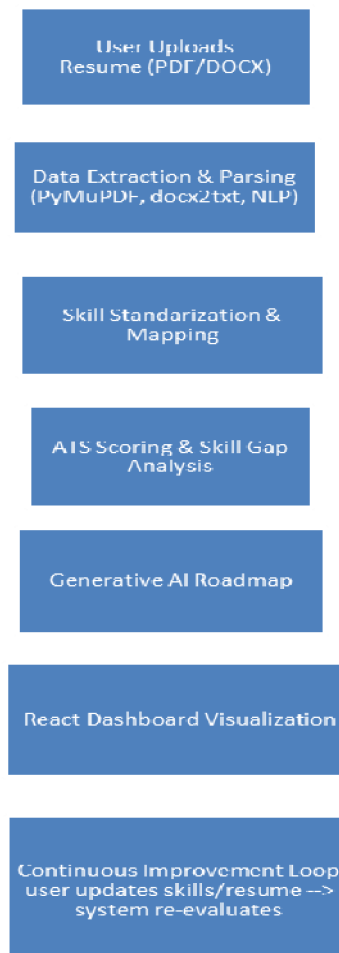 User Uploads
Resume (PDF/DOCX)
Data Extraction & Parsing
(PyMuPDF, docx2txt, NLP)
Skill Standarization &
Mapping
ATS Scoring & Skill Gap
Analysis
Generative AI Roadmap
React Dashboard Visualization
Continuous Improvement Loop
user updates skills/resume -->
system re-evaluates